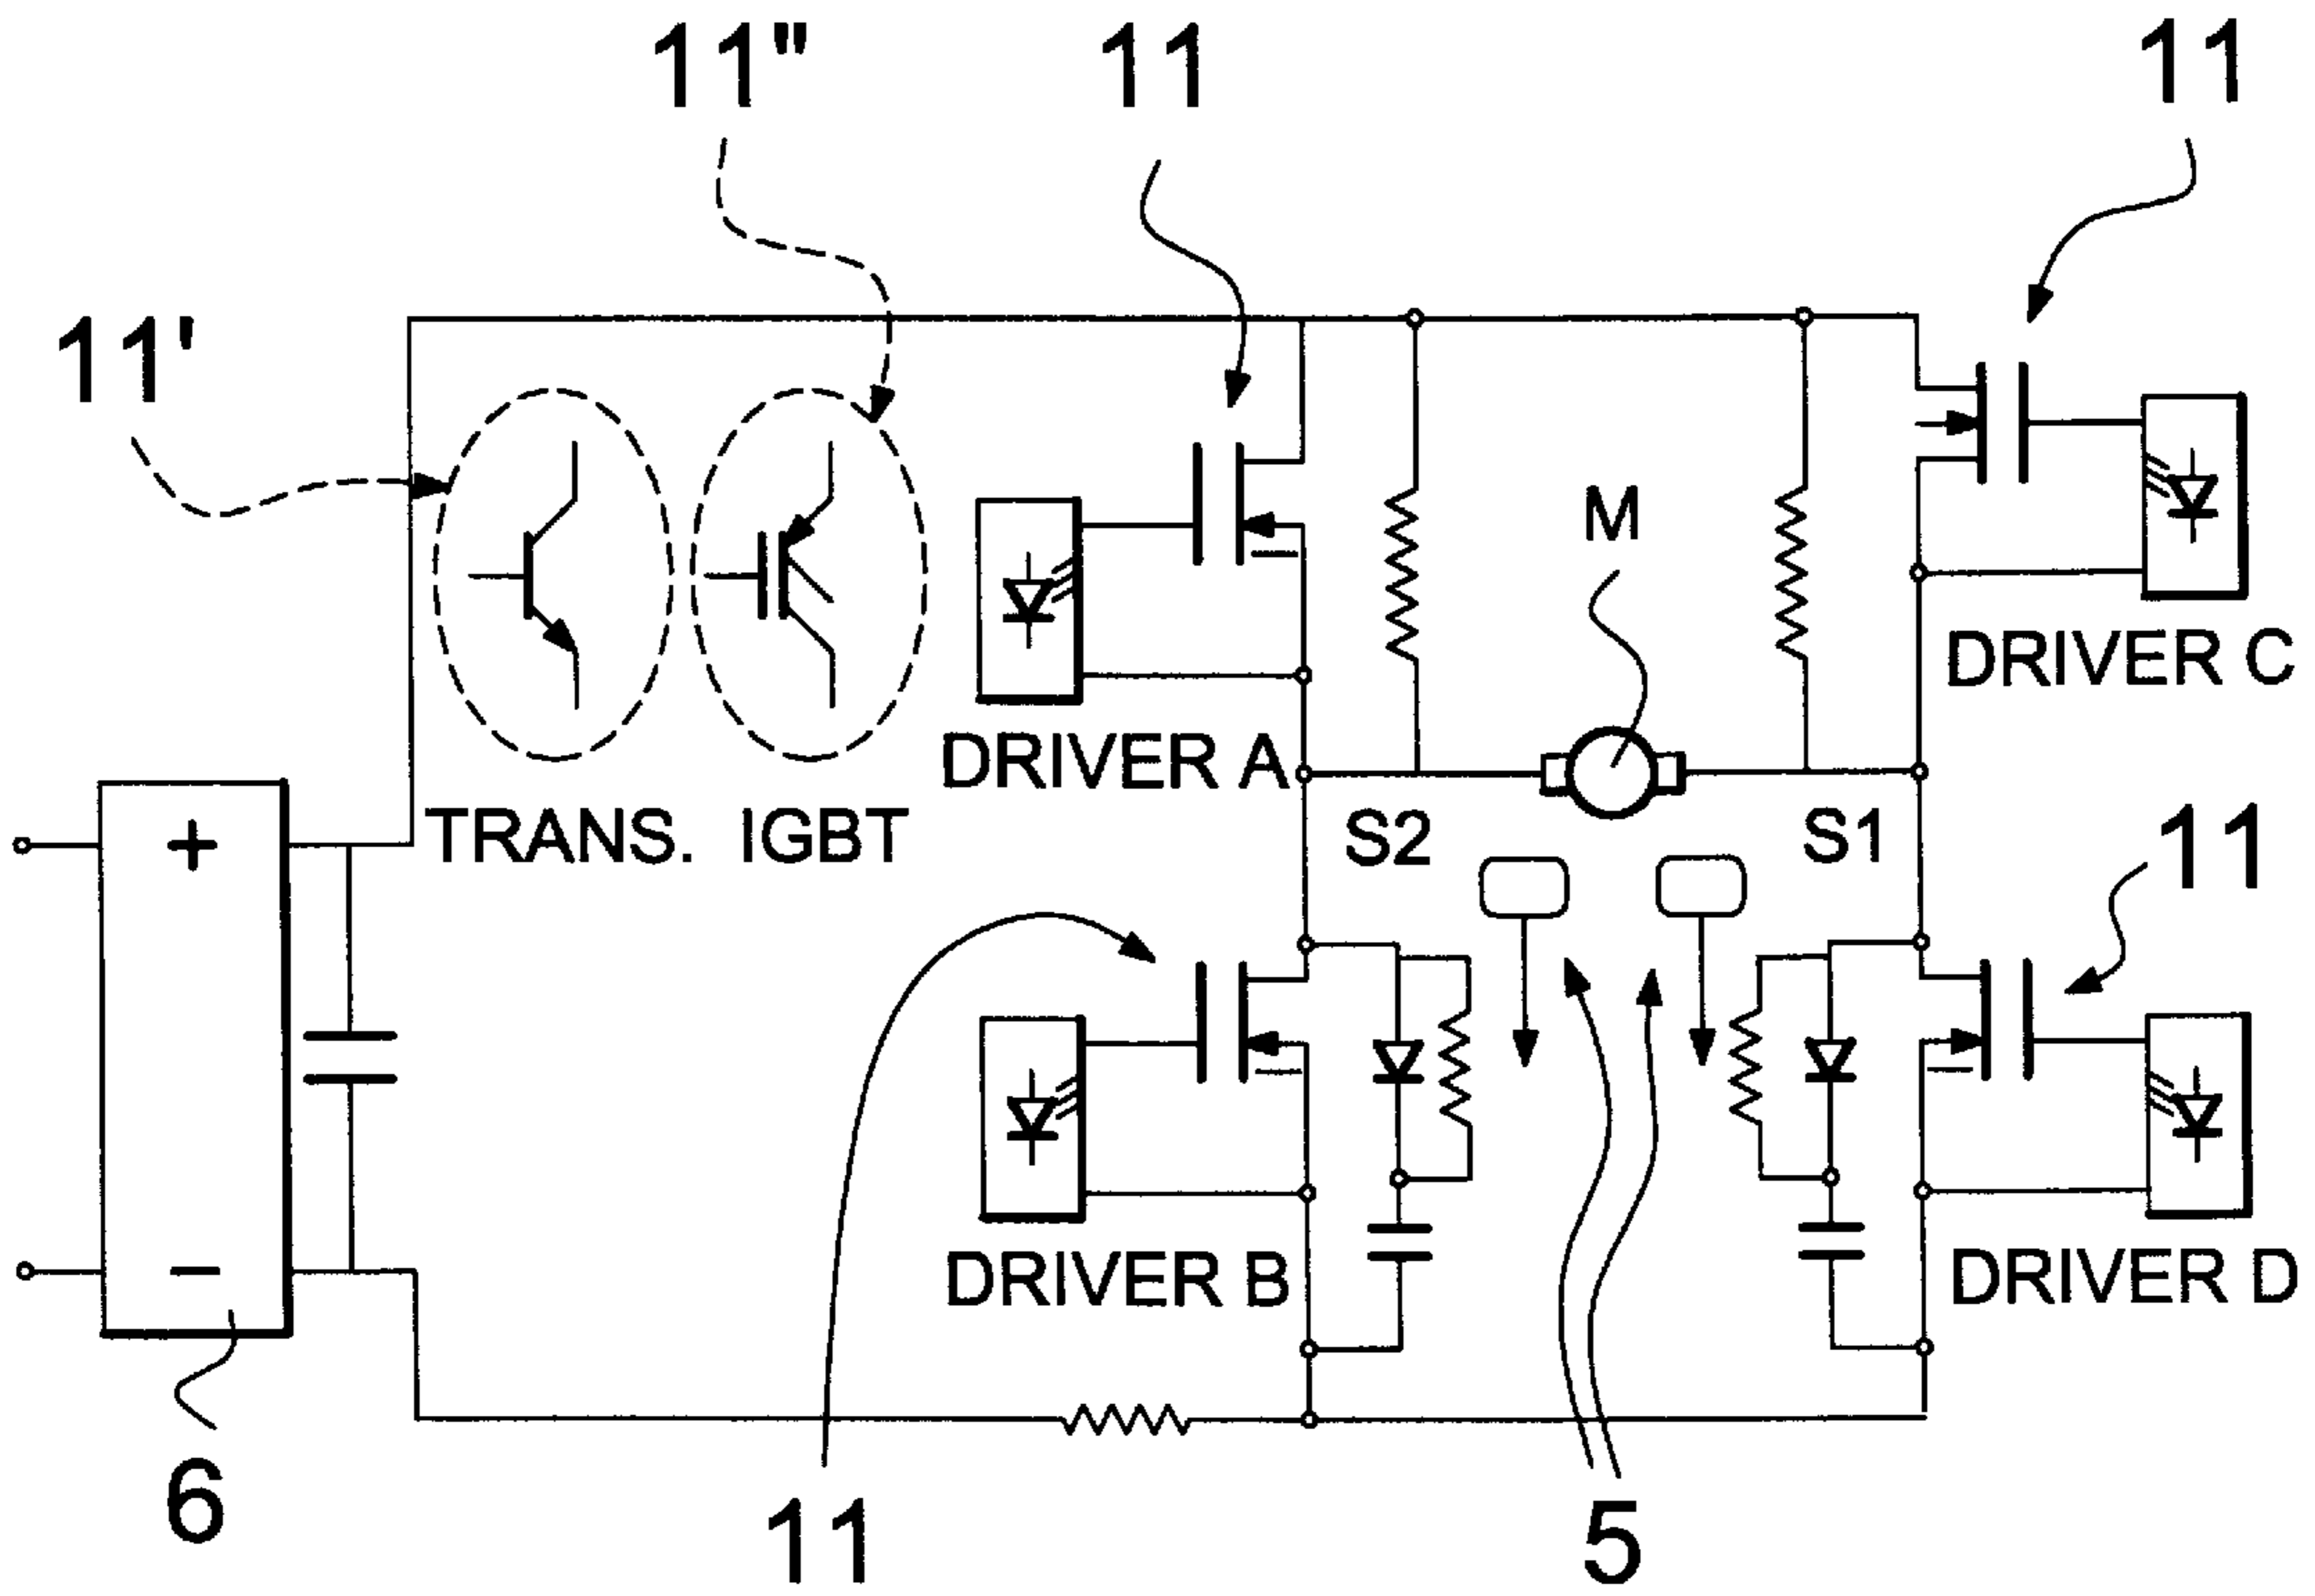 11" 11 11
11'
M
DRIVER C
DRIVER A
+ TRANS. IGBT S2 S1 11
DRIVER B DRIVER D
−
6 11 5